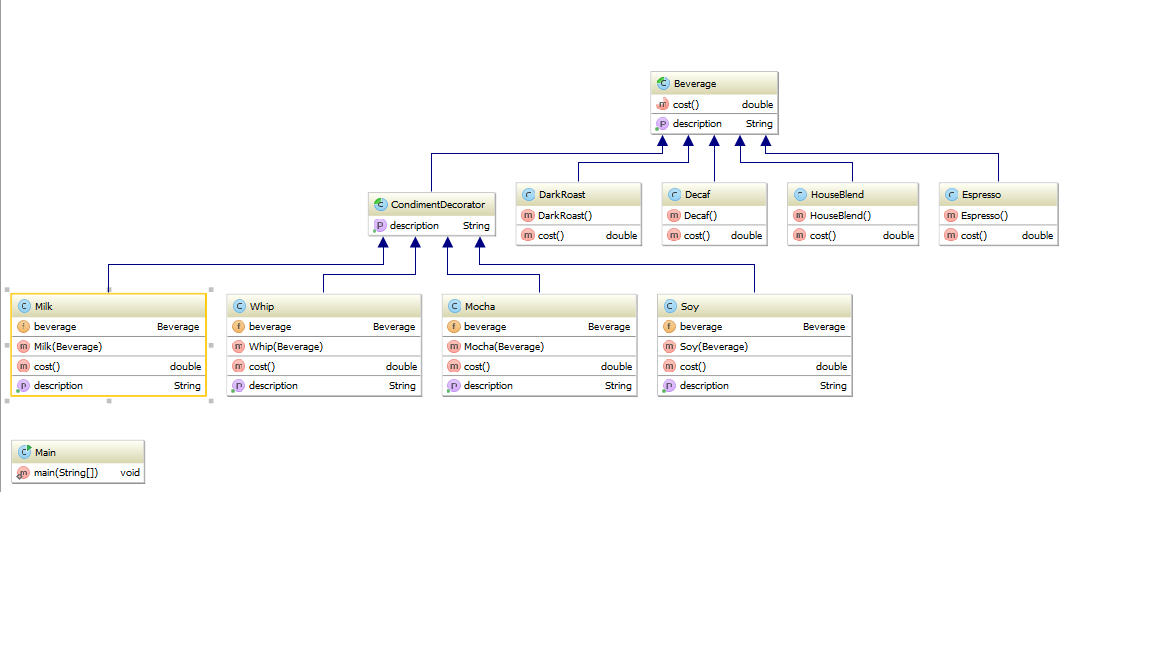 Beverage
cost() double
description String
CondimentDecorator
description String
DarkRoast
DarkRoast()
cost() double
Decaf
Decaf()
cost() double
HouseBlend
HouseBlend()
cost() double
Espresso
Espresso()
cost() double
Milk
beverage Beverage
Milk(Beverage)
cost() double
description String
Whip
beverage Beverage
Whip(Beverage)
cost() double
description String
Mocha
beverage Beverage
Mocha(Beverage)
cost() double
description String
Soy
beverage Beverage
Soy(Beverage)
cost() double
description String
Main
main(String[]) void